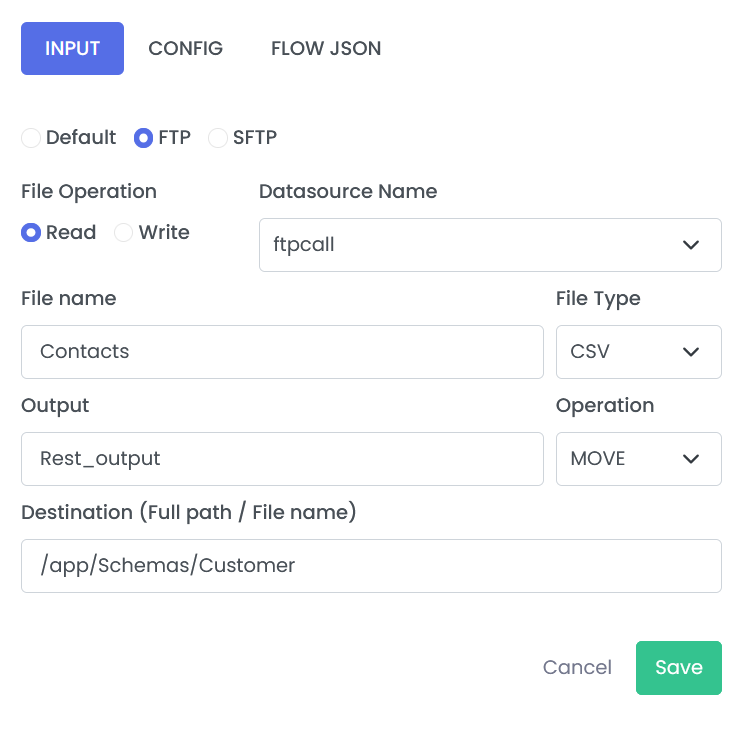 INPUT CONFIG FLOW JSON
Default FTP SFTP
File Operation Datasource Name
Read Write ftpcall
File name File Type
Contacts CSV
Output Operation
Rest_output MOVE
Destination (Full path / File name)
/app/Schemas/Customer
Cancel Save